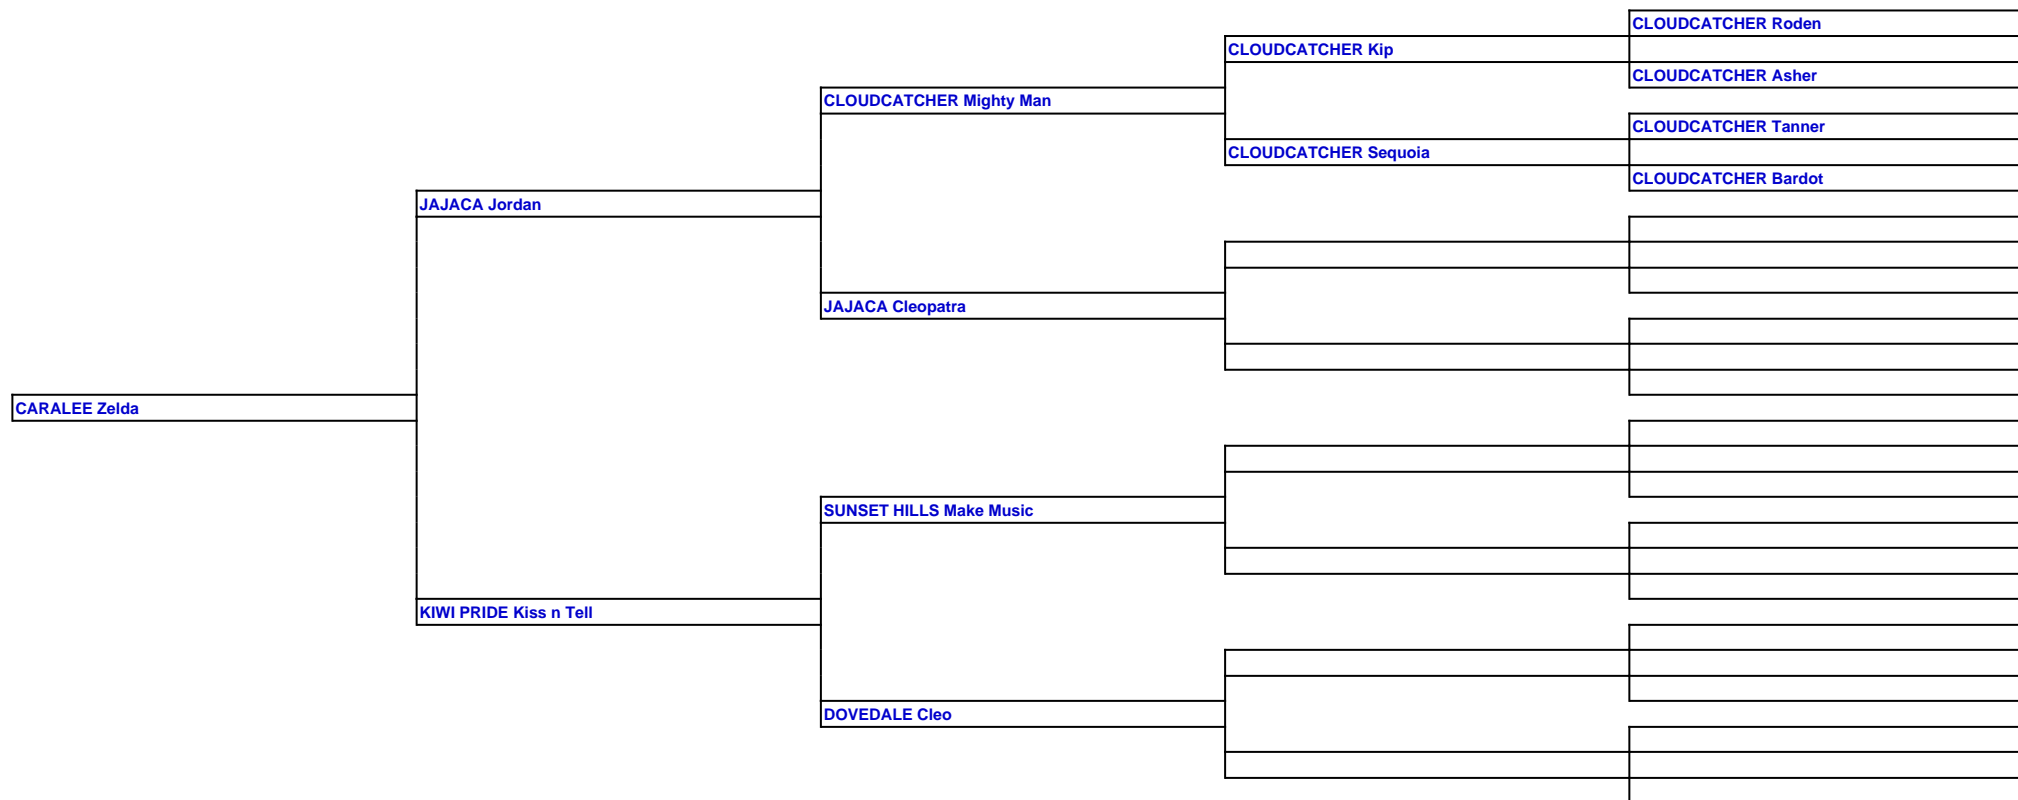 CLOUDCATCHER Roden
CLOUDCATCHER Kip
CLOUDCATCHER Asher
CLOUDCATCHER Mighty Man
CLOUDCATCHER Tanner
CLOUDCATCHER Sequoia
CLOUDCATCHER Bardot
JAJACA Jordan
JAJACA Cleopatra
CARALEE Zelda
SUNSET HILLS Make Music
KIWI PRIDE Kiss n Tell
DOVEDALE Cleo